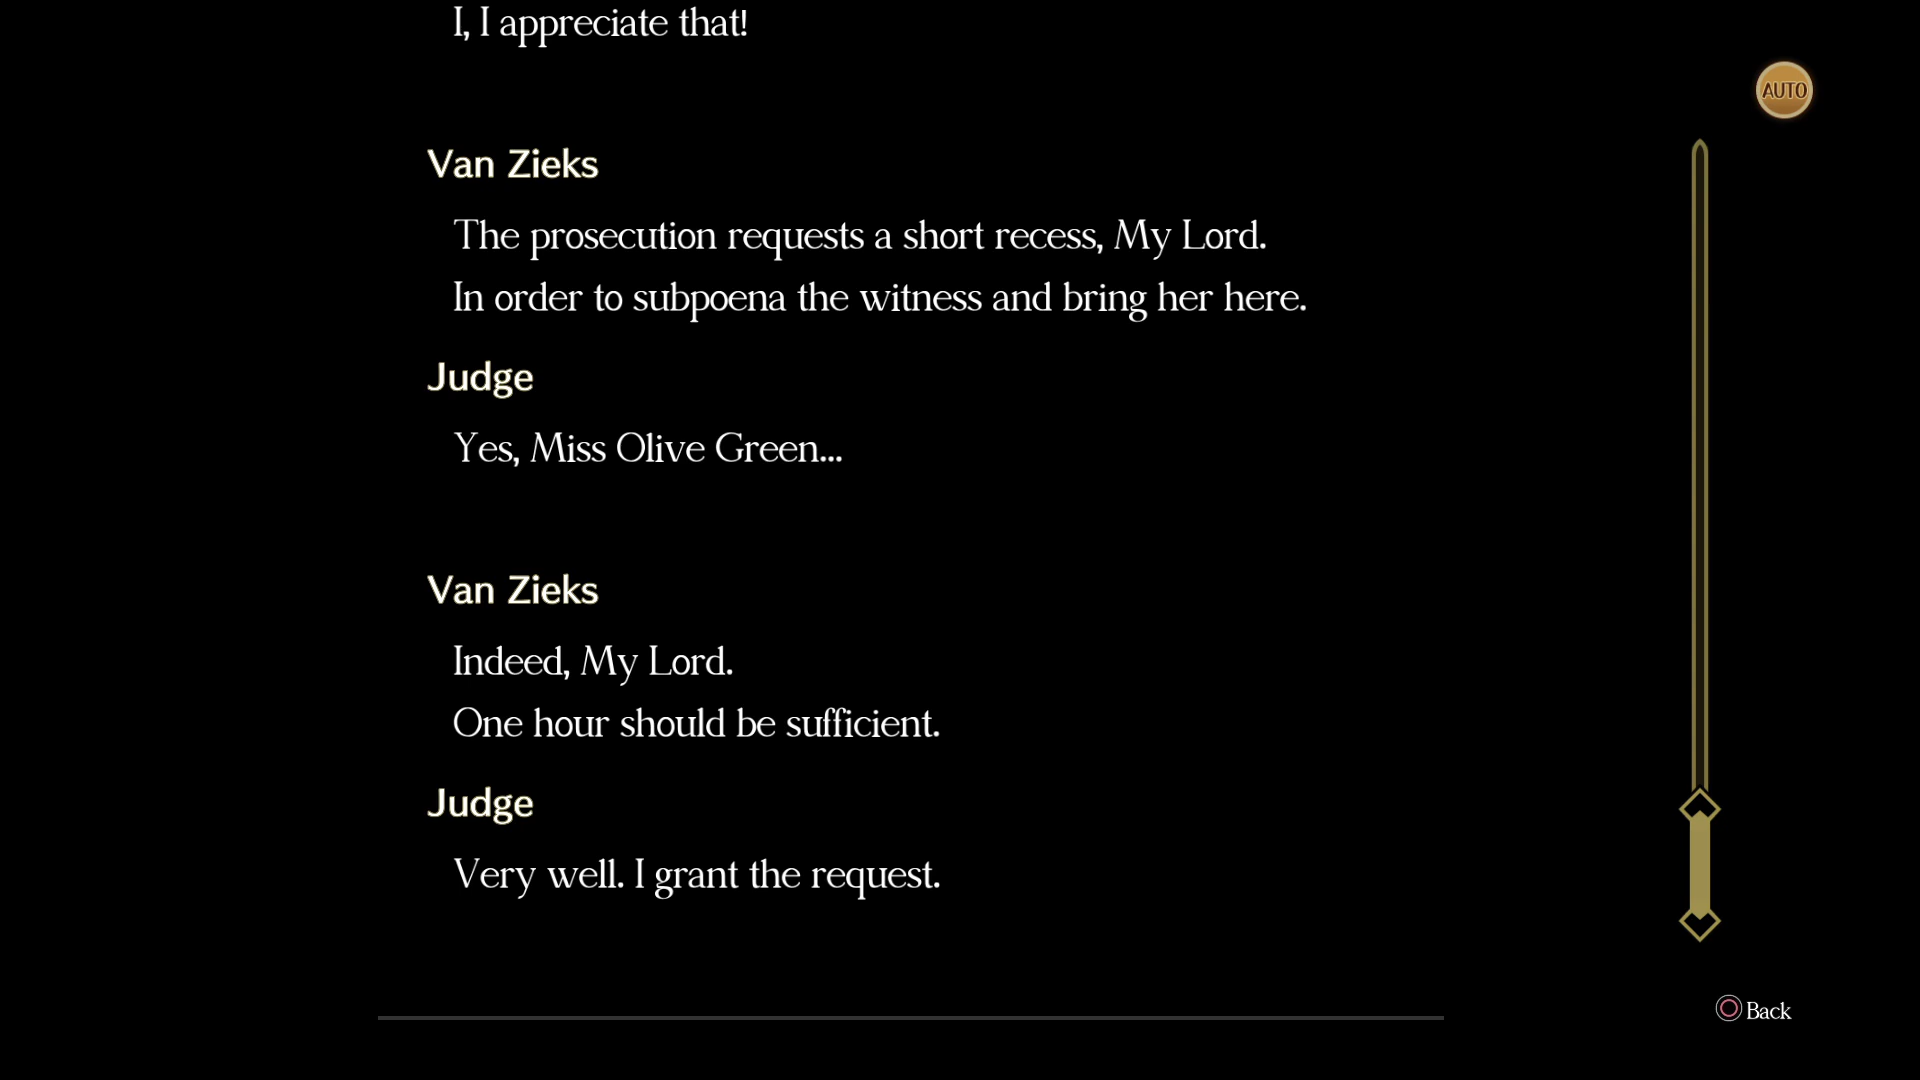 I, I appreciate that!
AUTO
Van Zieks
The prosecution requests a short recess, My Lord.
In order to subpoena the witness and bring her here.
Judge
Yes, Miss Olive Green...
Van Zieks
Indeed, My Lord.
One hour should be sufficient.
Judge
Very well. I grant the request.
Back